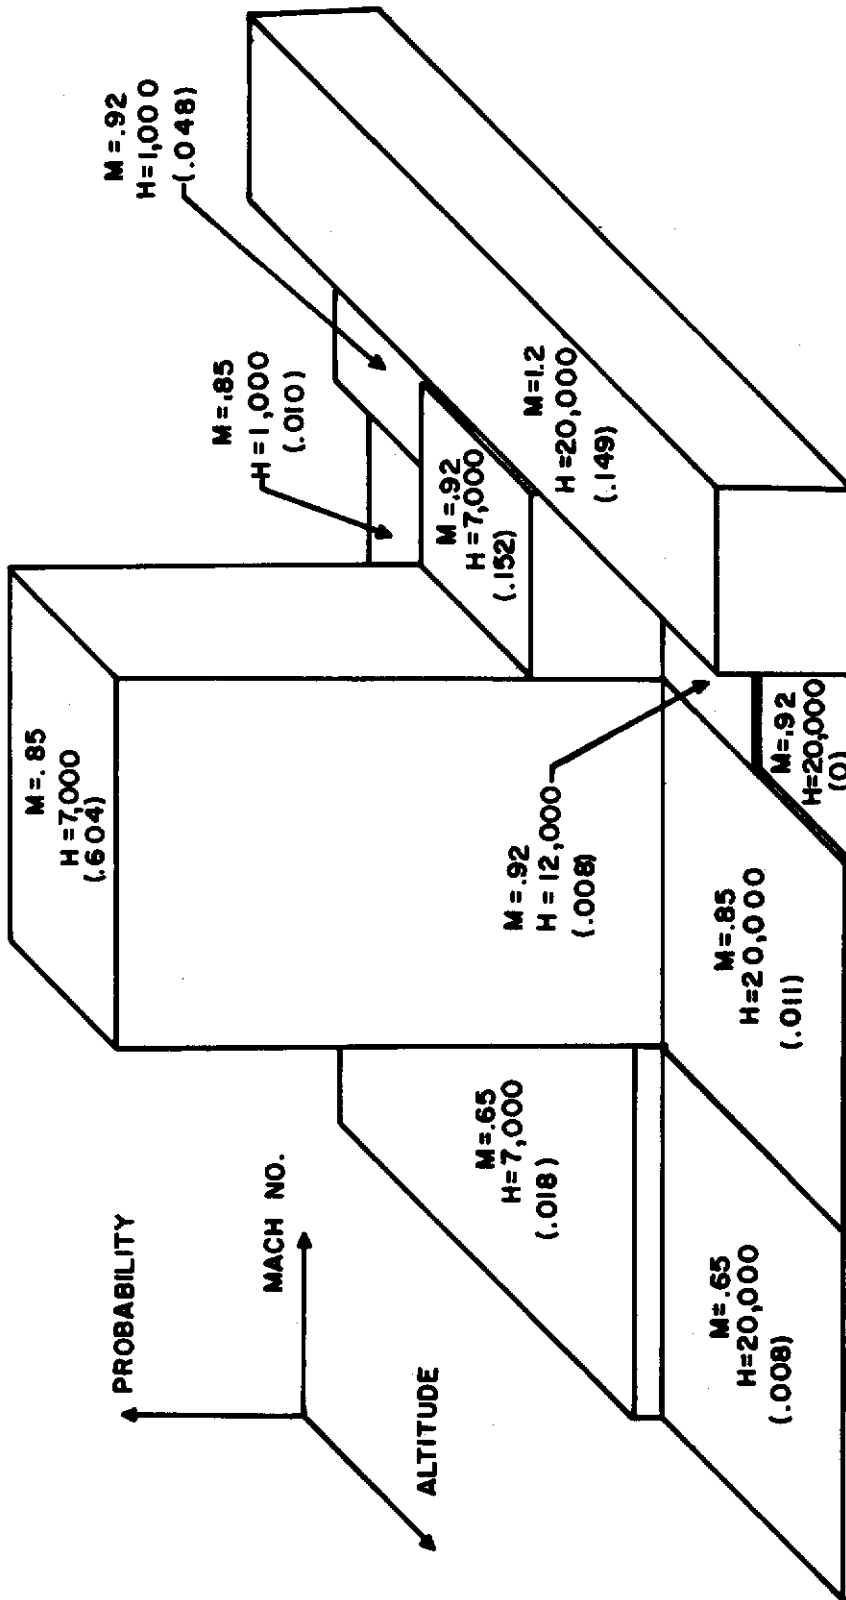 PROBABILITY
MACH NO.
ALTITUDE
M=.85
H=7,000
(.604)
M=.65
H=7,000
(.018)
M=.65
H=20,000
(.008)
M=.85
H=20,000
(.011)
M=.92
H=12,000
(.008)
M=.92
H=20,000
(0)
M=.92
H=7,000
(.152)
M=1.2
H=20,000
(.149)
M=.85
H=1,000
(.010)
M=.92
H=1,000
(.048)